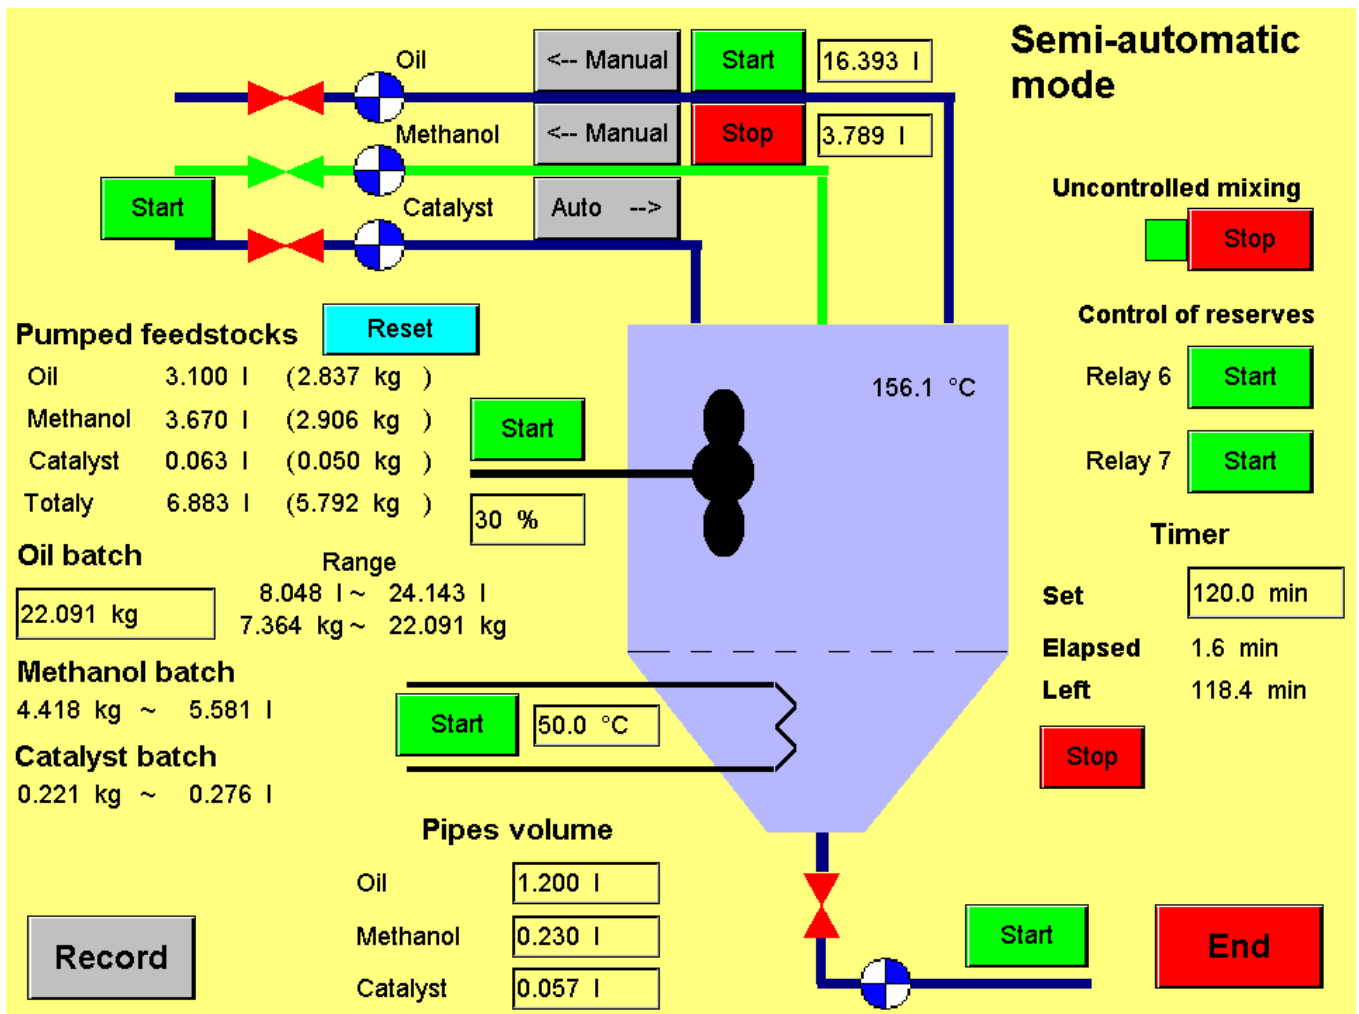 Semi-automatic
mode
Oil <-- Manual Start 16.393 l
Methanol <-- Manual Stop 3.789 l
Start Catalyst Auto -->
Uncontrolled mixing
Stop
Pumped feedstocks Reset
Oil 3.100 l (2.837 kg )
Methanol 3.670 l (2.906 kg )
Catalyst 0.063 l (0.050 kg )
Totaly 6.883 l (5.792 kg )
Start
30 %
156.1 °C
Control of reserves
Relay 6 Start
Relay 7 Start
Oil batch
22.091 kg
Range
8.048 l ~ 24.143 l
7.364 kg ~ 22.091 kg
Methanol batch
4.418 kg ~ 5.581 l
Catalyst batch
0.221 kg ~ 0.276 l
Start 50.0 °C
Timer
Set 120.0 min
Elapsed 1.6 min
Left 118.4 min
Stop
Pipes volume
Oil 1.200 l
Methanol 0.230 l
Catalyst 0.057 l
Record
Start
End